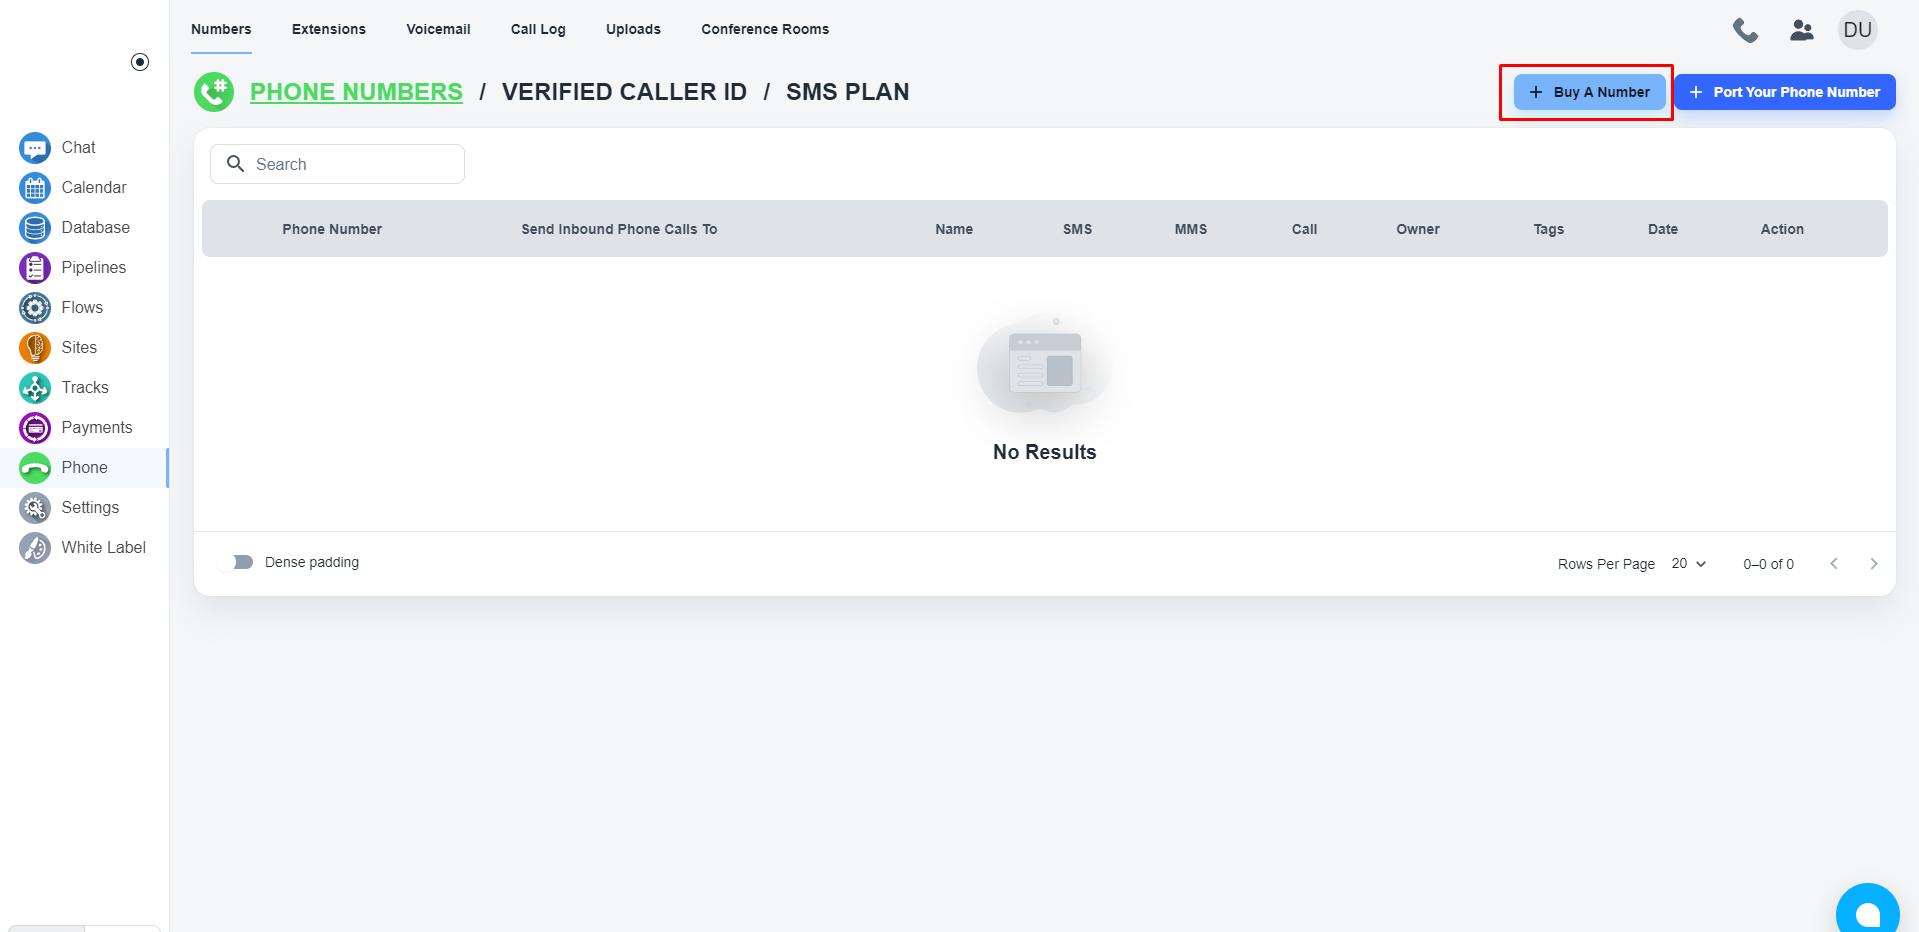 Numbers Extensions Voicemail Call Log Uploads Conference Rooms
DU
PHONE NUMBERS / VERIFIED CALLER ID / SMS PLAN
+ Buy A Number
+ Port Your Phone Number
Chat
Calendar
Database
Pipelines
Flows
Sites
Tracks
Payments
Phone
Settings
White Label
Search
Phone Number Send Inbound Phone Calls To Name SMS MMS Call Owner Tags Date Action
No Results
Dense padding
Rows Per Page 20 0–0 of 0